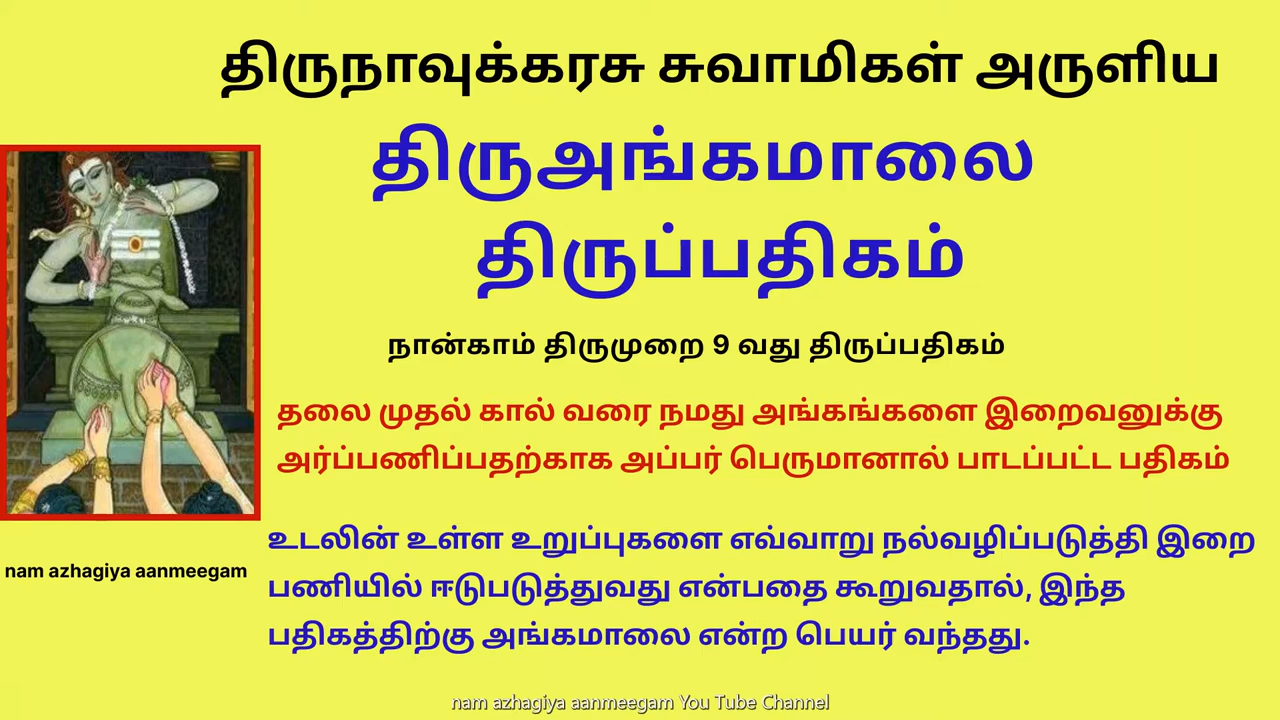 திருநாவுக்கரசு சுவாமிகள் அருளிய
திருஅங்கமாலை
திருப்பதிகம்
நான்காம் திருமுறை 9 வது திருப்பதிகம்
தலை முதல் கால் வரை நமது அங்கங்களை இறைவனுக்கு
அர்ப்பணிப்பதற்காக அப்பர் பெருமானால் பாடப்பட்ட பதிகம்
உடலின் உள்ள உறுப்புகளை எவ்வாறு நல்வழிப்படுத்தி இறை
பணியில் ஈடுபடுத்துவது என்பதை கூறுவதால், இந்த
பதிகத்திற்கு அங்கமாலை என்ற பெயர் வந்தது.
nam azhagiya aanmeegam
nam azhagiya aanmeegam You Tube Channel